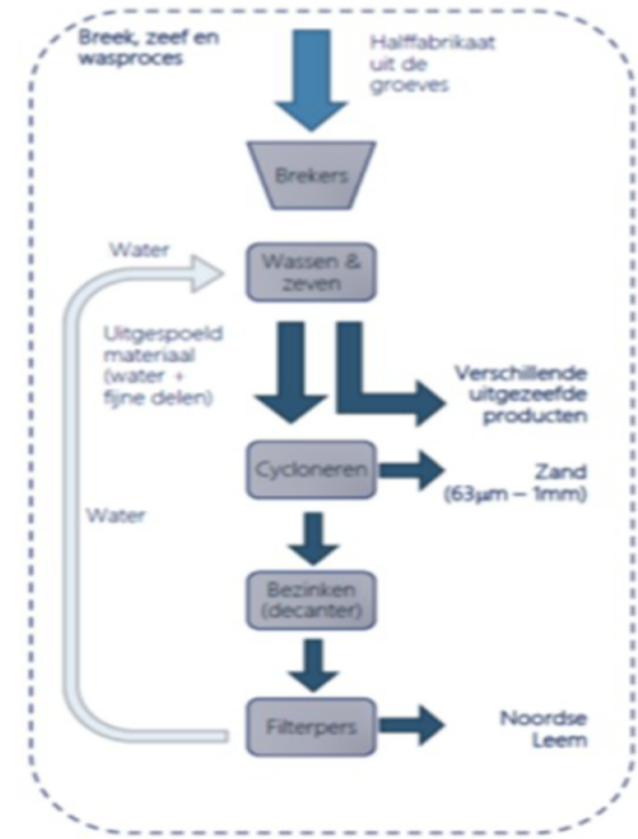 Breek, zeef en
wasproces
Halffabrikaat
uit de
groeves
Brekers
Water
Wassen &
zeven
Uitgespoeld
materiaal
(water +
fijne delen)
Verschillende
uitgezeefde
producten
Cycloneren
Zand
(63µm – 1mm)
Water
Bezinken
(decanter)
Filterpers
Noordse
Leem